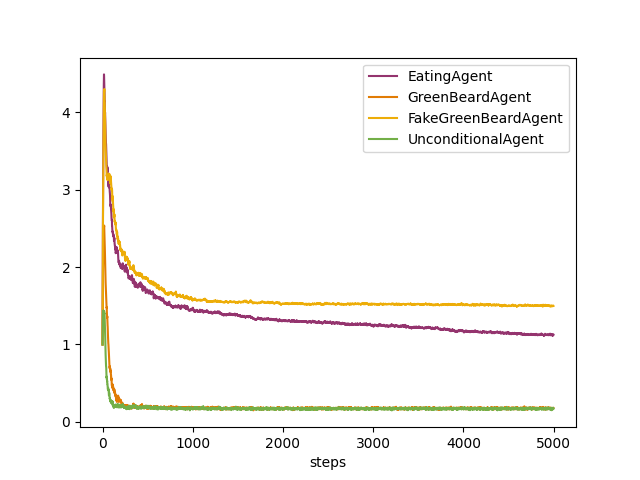 EatingAgent
GreenBeardAgent
FakeGreenBeardAgent
UnconditionalAgent
4
3
2
1
0
0 1000 2000 3000 4000 5000
steps